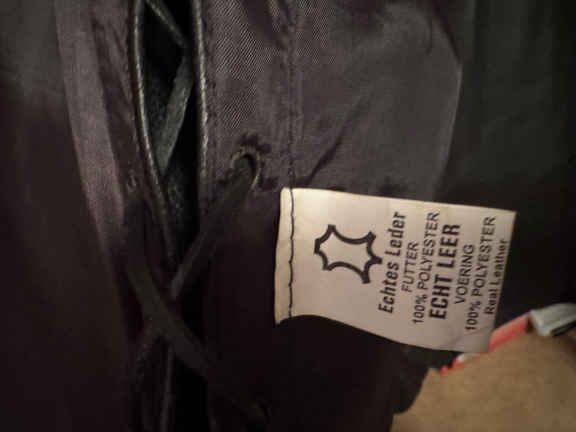 Echtes Leder
FUTTER
100% POLYESTER
ECHT LEER
VOERING
100% POLYESTER
Real Leather